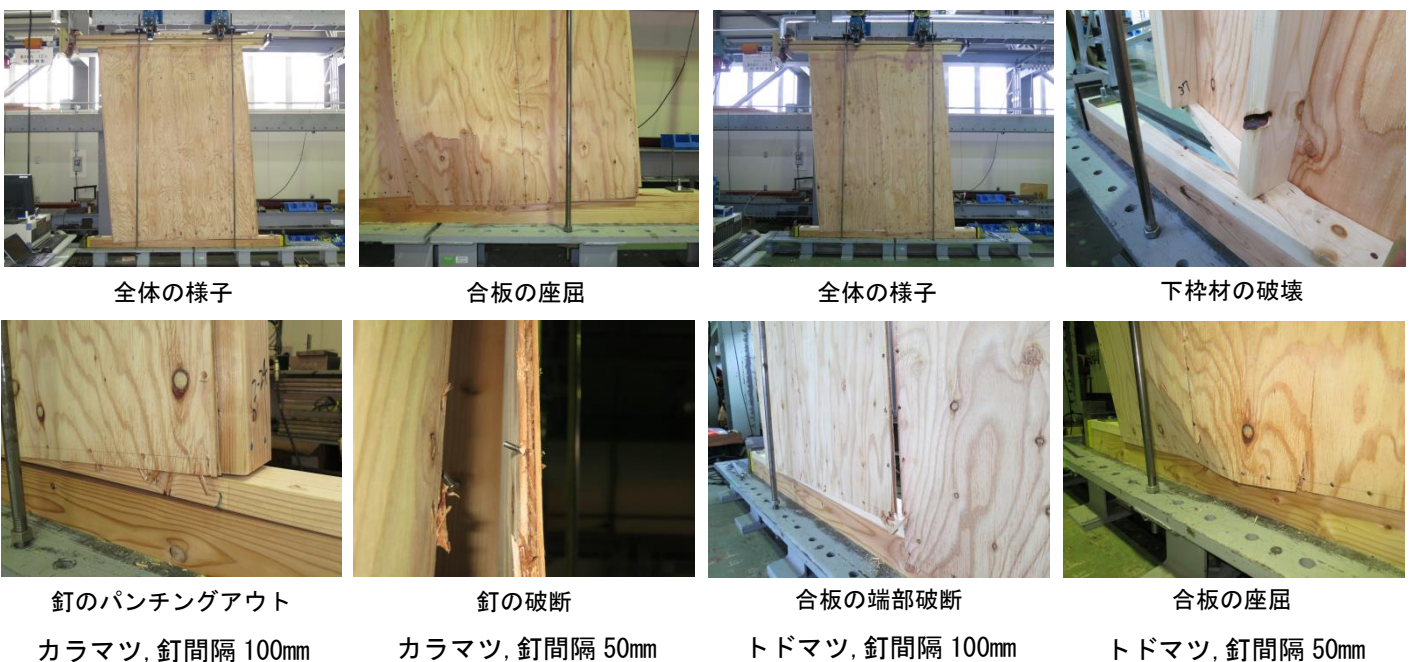 全体の様子
合板の座屈
全体の様子
下枠材の破壊
37
釘のパンチングアウト
釘の破断
合板の端部破断
合板の座屈
カラマツ,釘間隔 100mm
カラマツ,釘間隔 50mm
トドマツ,釘間隔 100mm
トドマツ,釘間隔 50mm